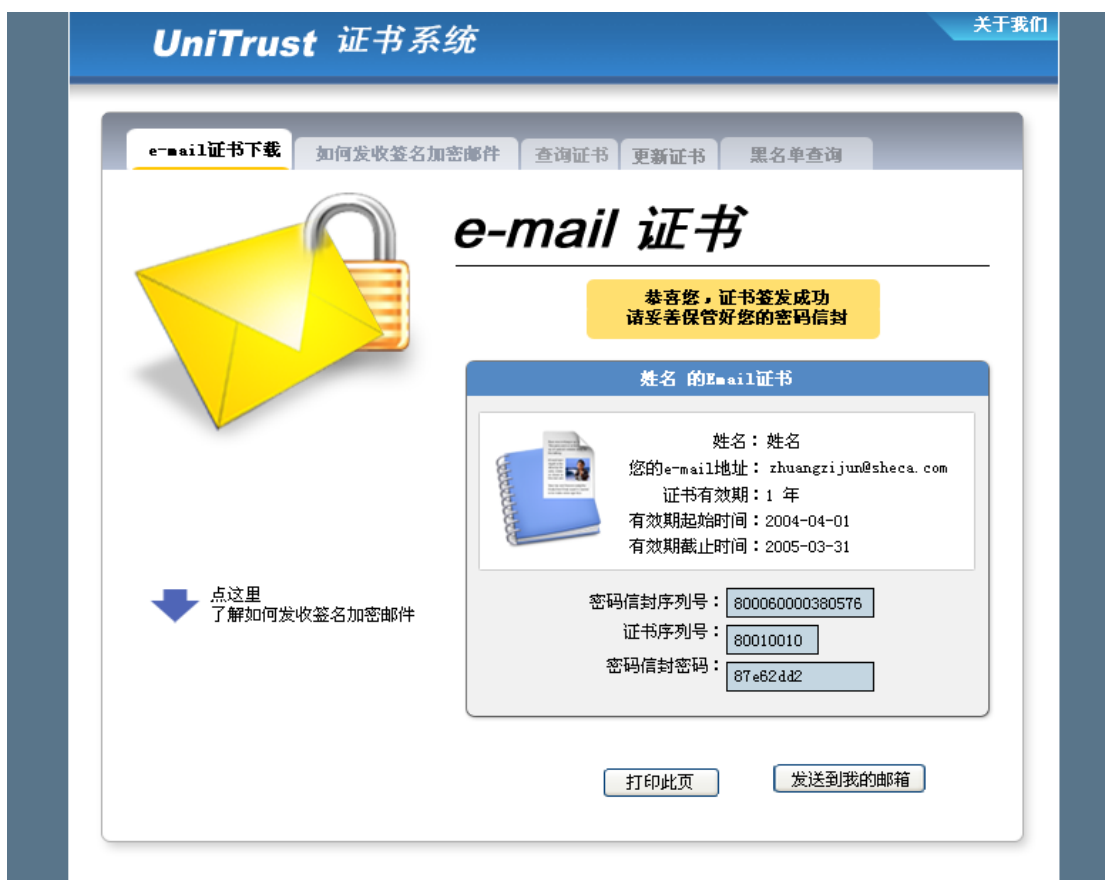 UniTrust 证书系统
关于我们
e-mail证书下载
如何发收签名加密邮件
查询证书
更新证书
黑名单查询
e-mail 证书
恭喜您，证书签发成功
请妥善保管好您的密码信封
姓名 的Email证书
姓名：姓名
您的e-mail地址：zhuangzijun@sheca.com
证书有效期：1 年
有效期起始时间：2004-04-01
有效期截止时间：2005-03-31
点这里
了解如何发收签名加密邮件
密码信封序列号：800060000380576
证书序列号：80010010
密码信封密码：87e62dd2
打印此页
发送到我的邮箱